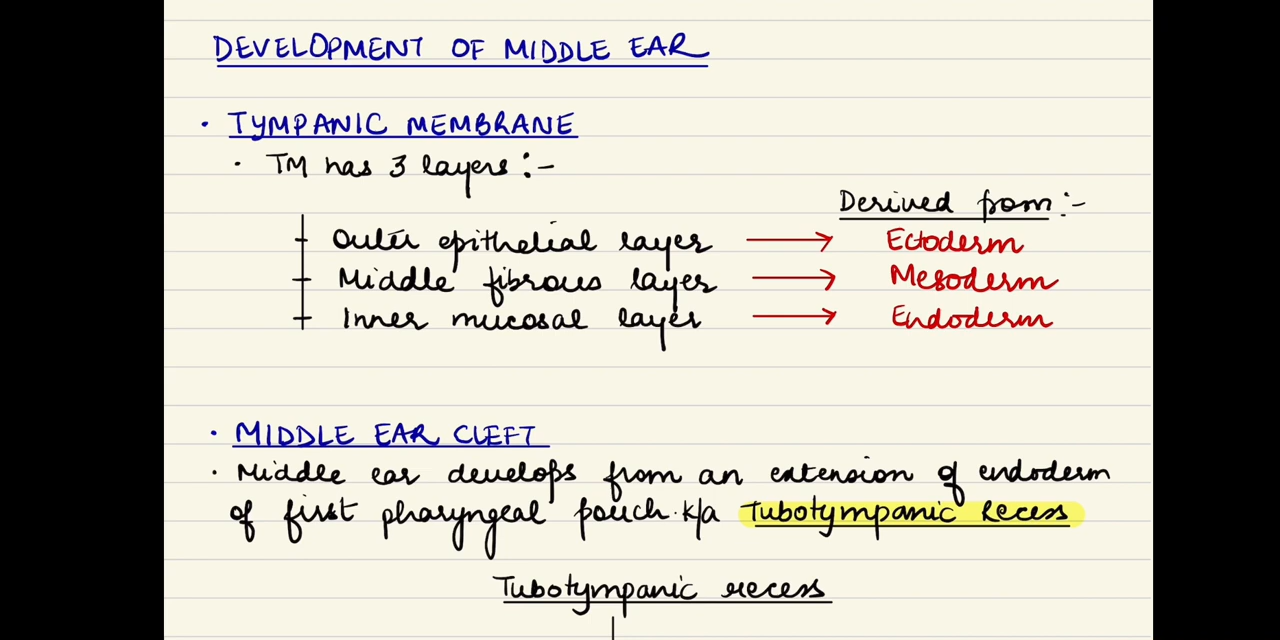 DEVELOPMENT OF MIDDLE EAR
• TYMPANIC MEMBRANE
• TM has 3 layers :-
Derived from :-
Outer epithelial layer → Ectoderm
Middle fibrous layer → Mesoderm
Inner mucosal layer → Endoderm
• MIDDLE EAR CLEFT
• Middle ear develops from an extension of endoderm
of first pharyngeal pouch. k/a Tubotympanic recess
Tubotympanic recess